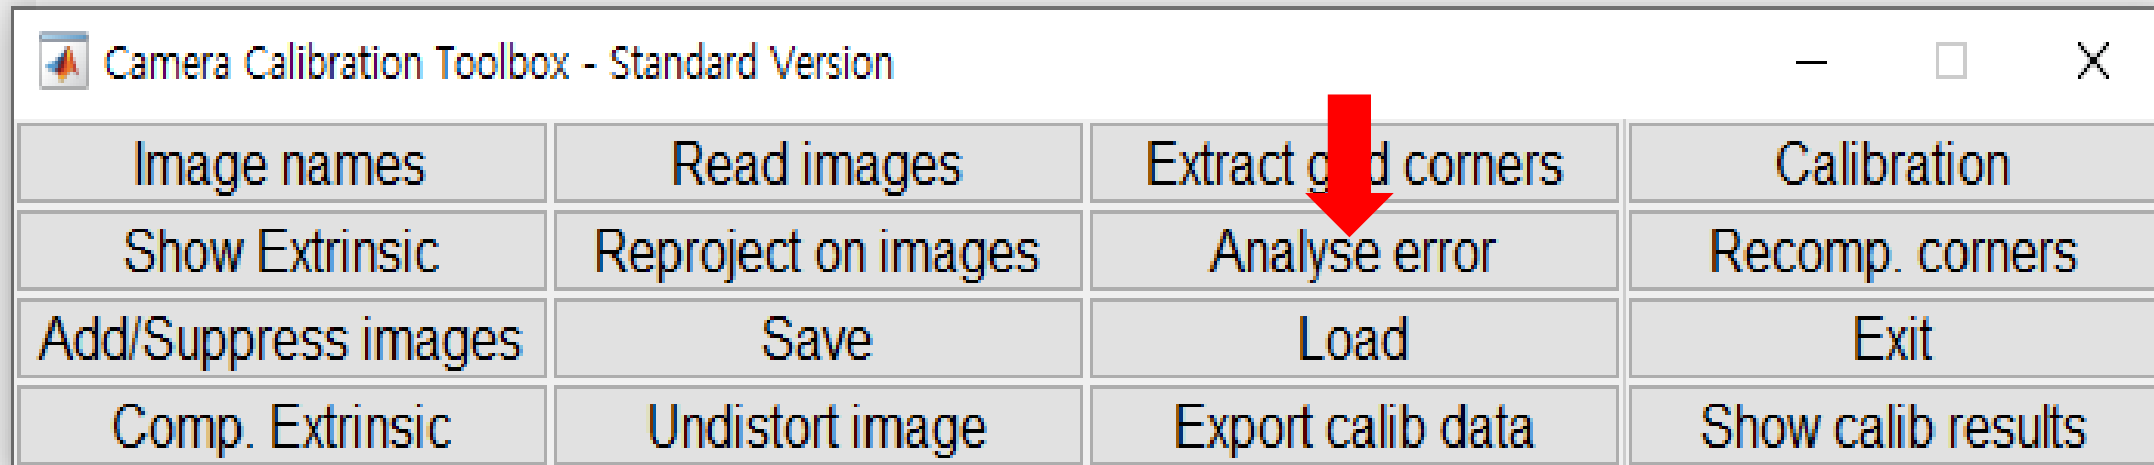 Camera Calibration Toolbox - Standard Version
Image names Read images Extract corners Calibration
Show Extrinsic Reproject on images Analyse error Recomp. corners
Add/Suppress images Save Load Exit
Comp. Extrinsic Undistort image Export calib data Show calib results